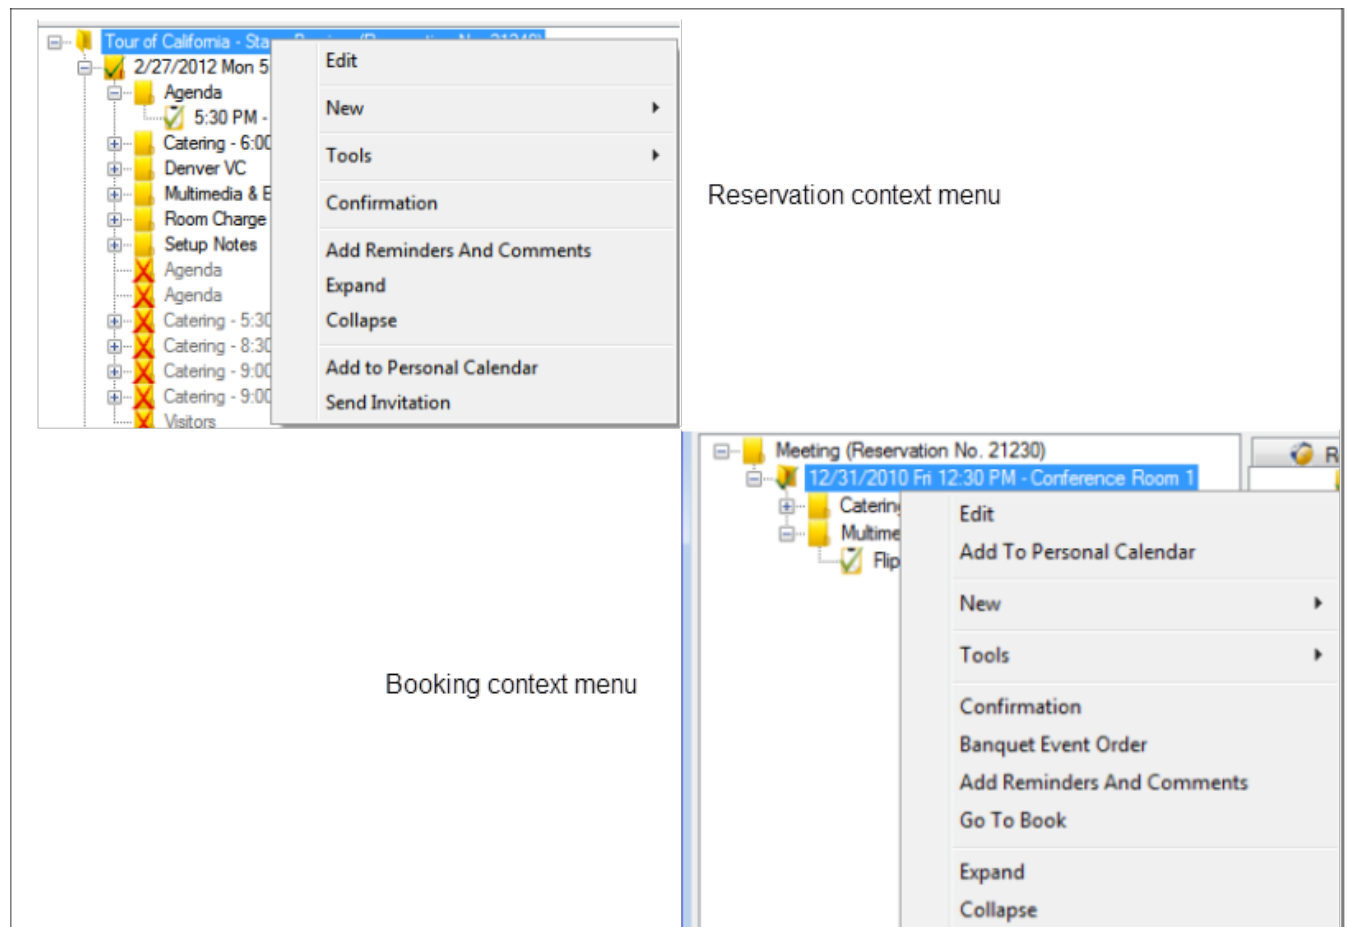 Tour of California - Sta
2/27/2012 Mon 5
Agenda
5:30 PM -
Catering - 6:00
Denver VC
Multimedia & E
Room Charge
Setup Notes
Agenda
Agenda
Catering - 5:30
Catering - 8:30
Catering - 9:00
Catering - 9:00
Visitors
Edit
New
Tools
Confirmation
Add Reminders And Comments
Expand
Collapse
Add to Personal Calendar
Send Invitation
Reservation context menu
Booking context menu
Meeting (Reservation No. 21230)
12/31/2010 Fri 12:30 PM - Conference Room 1
Catering
Multime
Flip
R
Edit
Add To Personal Calendar
New
Tools
Confirmation
Banquet Event Order
Add Reminders And Comments
Go To Book
Expand
Collapse